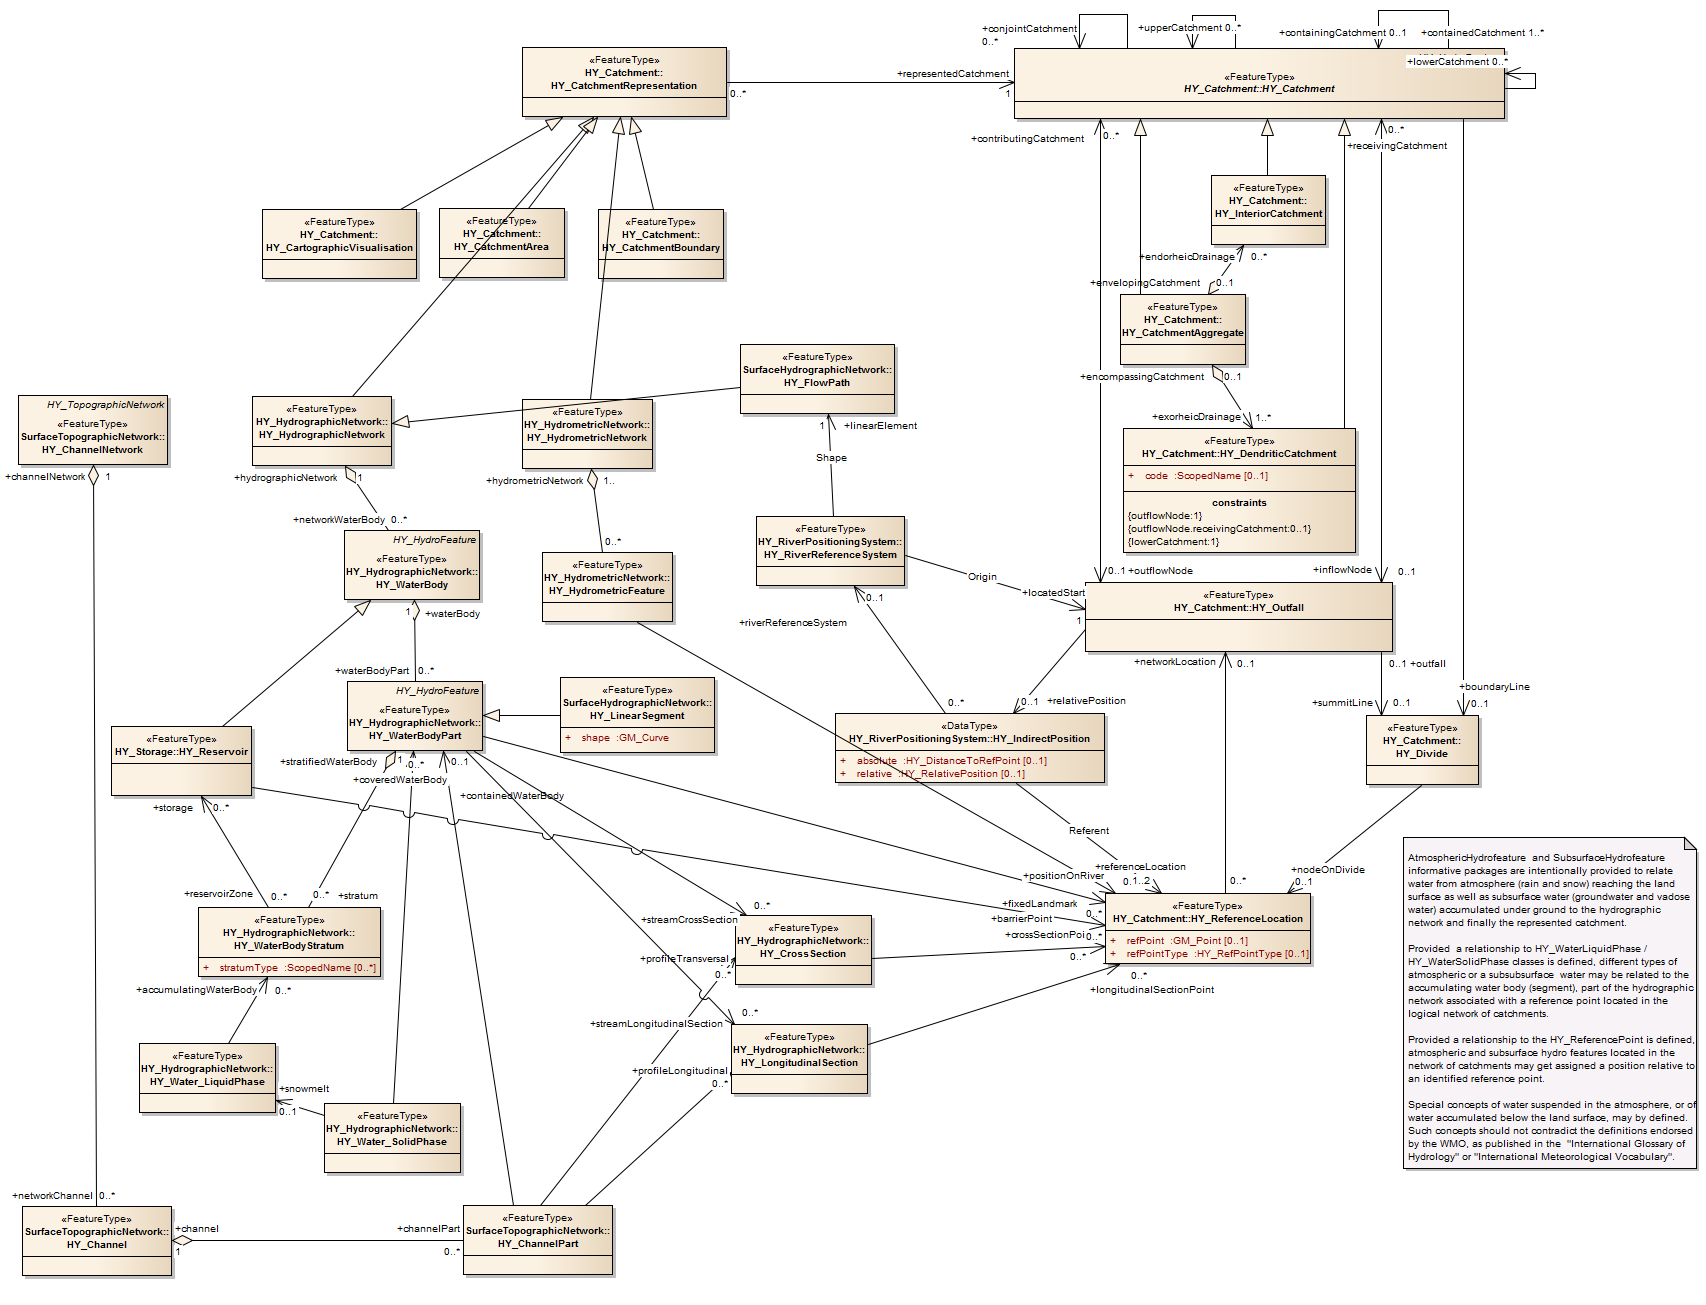 +conjointCatchment
0..*
+upperCatchment 0..*
+containingCatchment 0..1
+containedCatchment 1..*
+lowerCatchment 0..*
«FeatureType»
HY_Catchment::HY_Catchment
«FeatureType»
HY_Catchment::
HY_CatchmentRepresentation
0..*
+representedCatchment
1
+contributingCatchment
0..*
0..*
+receivingCatchment
«FeatureType»
HY_Catchment::
HY_InteriorCatchment
«FeatureType»
HY_Catchment::
HY_CartographicVisualisation
«FeatureType»
HY_Catchment::
HY_CatchmentArea
«FeatureType»
HY_Catchment::
HY_CatchmentBoundary
+endorheicDrainage
0..*
+envelopingCatchment
0..1
«FeatureType»
HY_Catchment::
HY_CatchmentAggregate
+encompassingCatchment
0..1
+exorheicDrainage
1..*
«FeatureType»
HY_Catchment::HY_DendriticCatchment
+ code :ScopedName [0..1]
constraints
{outflowNode:1}
{outflowNode.receivingCatchment:0..1}
{lowerCatchment:1}
«FeatureType»
SurfaceHydrographicNetwork::
HY_FlowPath
1
+linearElement
Shape
HY_TopographicNetwork
«FeatureType»
SurfaceTopographicNetwork::
HY_ChannelNetwork
+channelNetwork
1
«FeatureType»
HY_HydrographicNetwork::
HY_HydrographicNetwork
+hydrographicNetwork
1
+networkWaterBody
0..*
«FeatureType»
HY_HydrometricNetwork::
HY_HydrometricNetwork
+hydrometricNetwork
1..
0..*
«FeatureType»
HY_HydrometricNetwork::
HY_HydrometricFeature
HY_HydroFeature
«FeatureType»
HY_HydrographicNetwork::
HY_WaterBody
1
+waterBody
+waterBodyPart
0..*
«FeatureType»
HY_RiverPositioningSystem::
HY_RiverReferenceSystem
0..1
+riverReferenceSystem
Origin
+locatedStart
1
0..1
+outflowNode
+inflowNode
0..1
«FeatureType»
HY_Catchment::HY_Outfall
+networkLocation
0..1
0..1
+outfall
+summitLine
0..1
+boundaryLine
0..1
0..*
0..1
+relativePosition
HY_HydroFeature
«FeatureType»
HY_HydrographicNetwork::
HY_WaterBodyPart
«FeatureType»
SurfaceHydrographicNetwork::
HY_LinearSegment
+ shape :GM_Curve
«DataType»
HY_RiverPositioningSystem::HY_IndirectPosition
+ absolute :HY_DistanceToRefPoint [0..1]
+ relative :HY_RelativePosition [0..1]
«FeatureType»
HY_Catchment::
HY_Divide
«FeatureType»
HY_Storage::HY_Reservoir
+stratifiedWaterBody
1
0..*
+coveredWaterBody
0..1
+containedWaterBody
+storage
0..*
Referent
+referenceLocation
0..1..2
+positionOnRiver
+nodeOnDivide
0..1
+reservoirZone
0..*
0..*
+stratum
+fixedLandmark
0..*
+barrierPoint
0..*
+crossSectionPoi
0..*
+longitudinalSectionPoint
0..*
0..*
«FeatureType»
HY_Catchment::HY_ReferenceLocation
+ refPoint :GM_Point [0..1]
+ refPointType :HY_RefPointType [0..1]
«FeatureType»
HY_HydrographicNetwork::
HY_WaterBodyStratum
+ stratumType :ScopedName [0..*]
+accumulatingWaterBody
0..*
0..*
+streamCrossSection
«FeatureType»
HY_HydrographicNetwork::
HY_CrossSection
+profileTransversal
0..*
0..*
+streamLongitudinalSection
«FeatureType»
HY_HydrographicNetwork::
HY_LongitudinalSection
+profileLongitudinal
0..*
«FeatureType»
HY_HydrographicNetwork::
HY_Water_LiquidPhase
+snowmelt
0..1
«FeatureType»
HY_HydrographicNetwork::
HY_Water_SolidPhase
+networkChannel
0..*
«FeatureType»
SurfaceTopographicNetwork::
HY_Channel
+channel
1
+channelPart
0..*
«FeatureType»
SurfaceTopographicNetwork::
HY_ChannelPart
AtmosphericHydrofeature and SubsurfaceHydrofeature
informative packages are intentionally provided to relate
water from atmosphere (rain and snow) reaching the land
surface as well as subsurface water (groundwater and vadose
water) accumulated under ground to the hydrographic
network and finally the represented catchment.
Provided a relationship to HY_WaterLiquidPhase /
HY_WaterSolidPhase classes is defined, different types of
atmospheric or a subsubsurface water may be related to the
accumulating water body (segment), part of the hydrographic
network associated with a reference point located in the
logical network of catchments.
Provided a relationship to the HY_ReferencePoint is defined,
atmospheric and subsurface hydro features located in the
network of catchments may get assigned a position relative to
an identified reference point.
Special concepts of water suspended in the atmosphere, or of
water accumulated below the land surface, may by defined.
Such concepts should not contradict the definitions endorsed
by the WMO, as published in the "International Glossary of
Hydrology" or "International Meteorological Vocabulary".